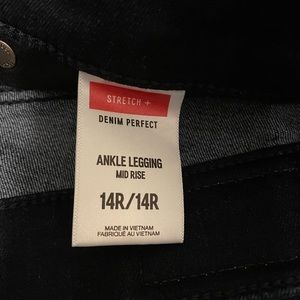 STRETCH +
DENIM PERFECT
ANKLE LEGGING
MID RISE
14R/14R
MADE IN VIETNAM
FABRIQUÉ AU VIETNAM